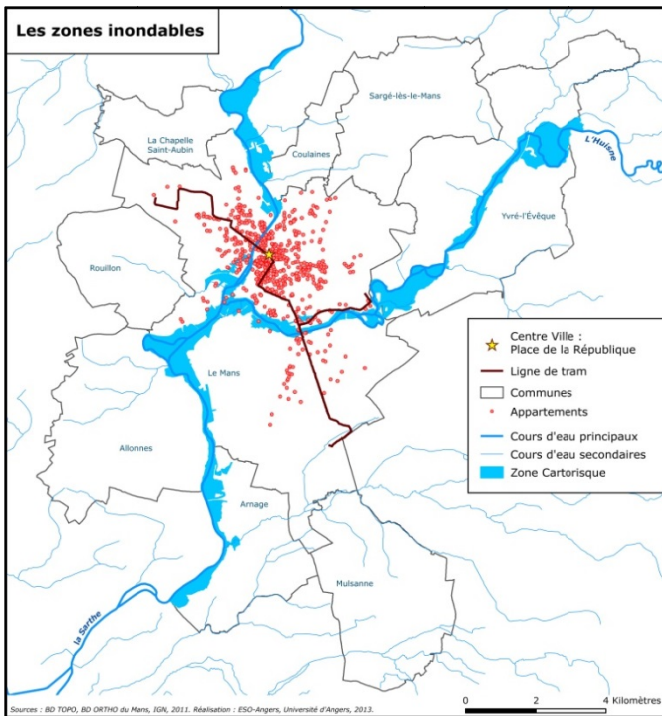 Les zones inondables
Sargé-lès-le-Mans
La Chapelle
Saint-Aubin
Coulaines
L'Huisne
Yvré-l'Évêque
Rouillon
Le Mans
Allonnes
Arnage
Mulsanne
la Sarthe
Centre Ville :
Place de la République
Ligne de tram
Communes
Appartements
Cours d'eau principaux
Cours d'eau secondaires
Zone Cartorisque
0 2 4 Kilomètres
Sources : BD TOPO, BD ORTHO du Mans, IGN, 2011. Réalisation : ESO-Angers, Université d'Angers, 2013.